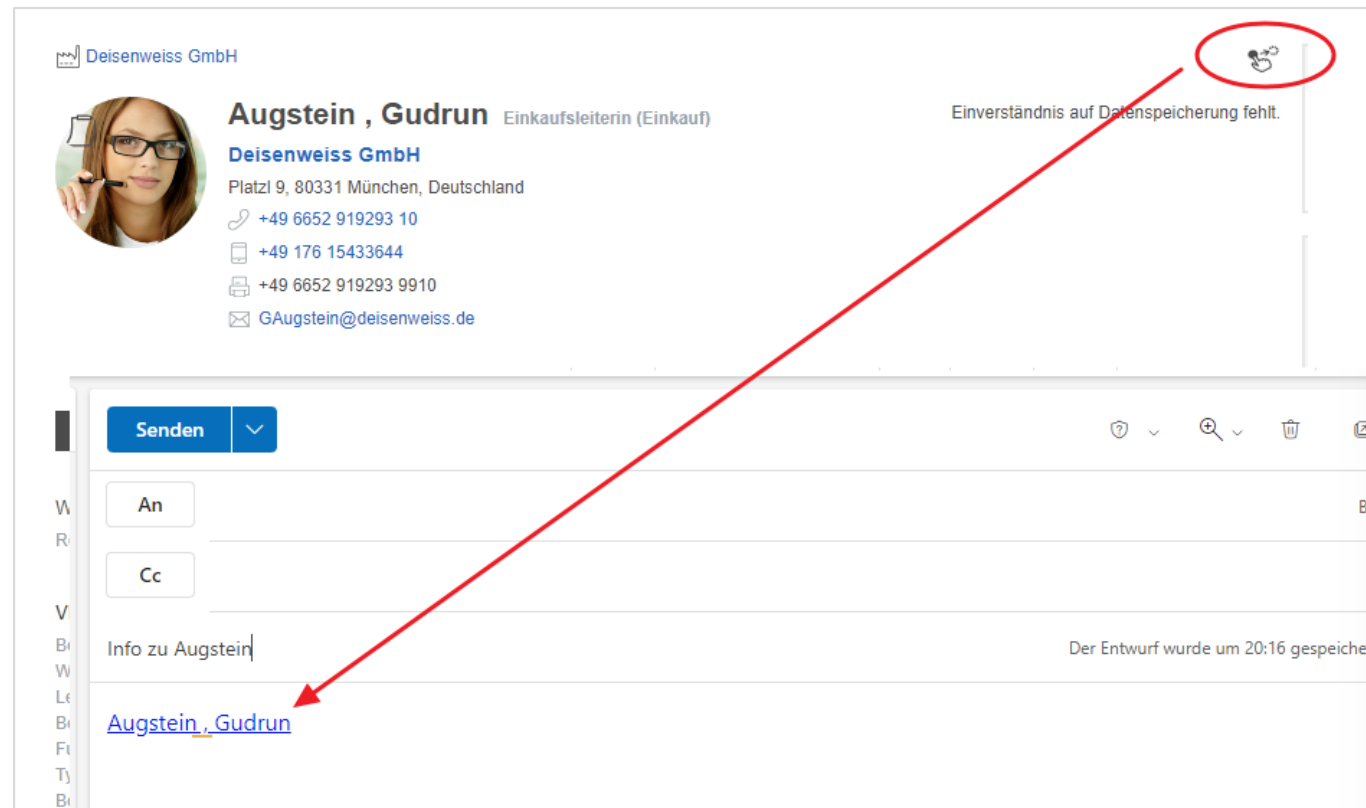 Deisenweiss GmbH
Augstein , Gudrun Einkaufsleiterin (Einkauf)
Einverständnis auf Datenspeicherung fehlt.
Deisenweiss GmbH
Platzl 9, 80331 München, Deutschland
+49 6652 919293 10
+49 176 15433644
+49 6652 919293 9910
GAugstein@deisenweiss.de
Senden
An
Cc
Info zu Augstein
Augstein , Gudrun
Der Entwurf wurde um 20:16